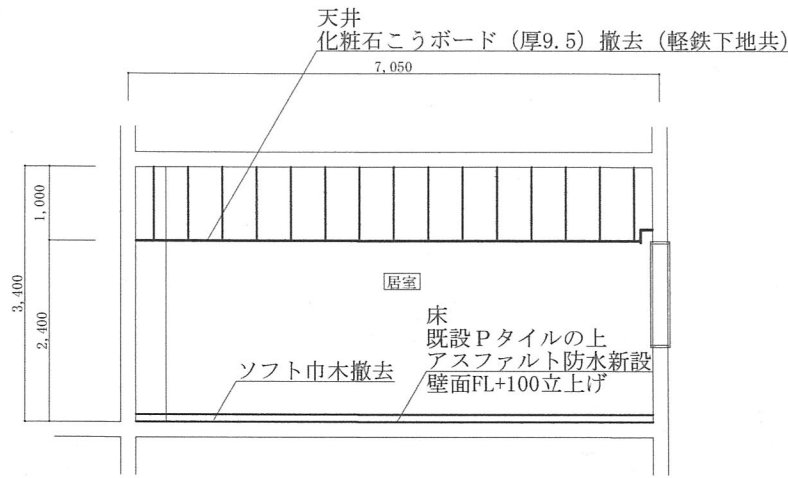 天井
化粧石こうボード（厚9.5）撤去（軽鉄下地共）
7,050
1,000
3,400
2,400
居室
床
既設Ｐタイルの上
アスファルト防水新設
壁面FL+100立上げ
ソフト巾木撤去